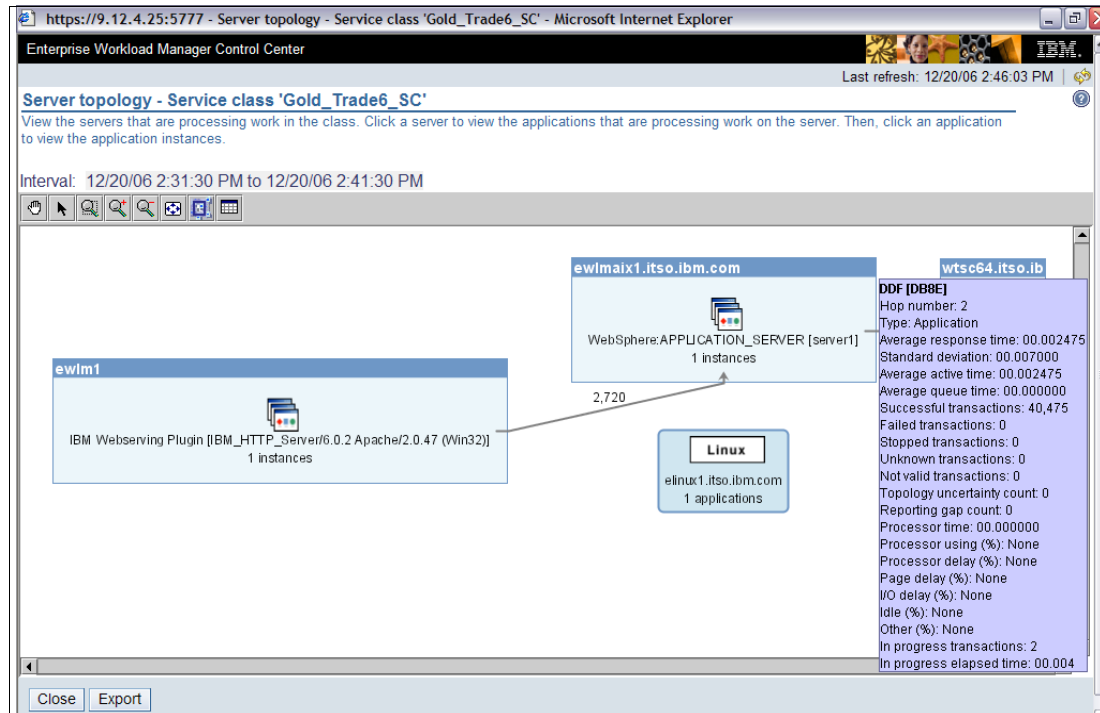 https://9.12.4.25:5777 - Server topology - Service class 'Gold_Trade6_SC' - Microsoft Internet Explorer
Enterprise Workload Manager Control Center
IBM.
Last refresh: 12/20/06 2:46:03 PM
Server topology - Service class 'Gold_Trade6_SC'
View the servers that are processing work in the class. Click a server to view the applications that are processing work on the server. Then, click an application
to view the application instances.
Interval: 12/20/06 2:31:30 PM to 12/20/06 2:41:30 PM
ewlmaix1.itso.ibm.com
WebSphere:APPLICATION_SERVER [server1]
1 instances
wtsc64.itso.ib
ewlm1
IBM Webserving Plugin [IBM_HTTP_Server/6.0.2 Apache/2.0.47 (Win32)]
1 instances
2,720
Linux
elinux1.itso.ibm.com
1 applications
DDF [DB8E]
Hop number: 2
Type: Application
Average response time: 00.002475
Standard deviation: 00.007000
Average active time: 00.002475
Average queue time: 00.000000
Successful transactions: 40,475
Failed transactions: 0
Stopped transactions: 0
Unknown transactions: 0
Not valid transactions: 0
Topology uncertainty count: 0
Reporting gap count: 0
Processor time: 00.000000
Processor using (%): None
Processor delay (%): None
Page delay (%): None
I/O delay (%): None
Idle (%): None
Other (%): None
In progress transactions: 2
In progress elapsed time: 00.004
Close
Export